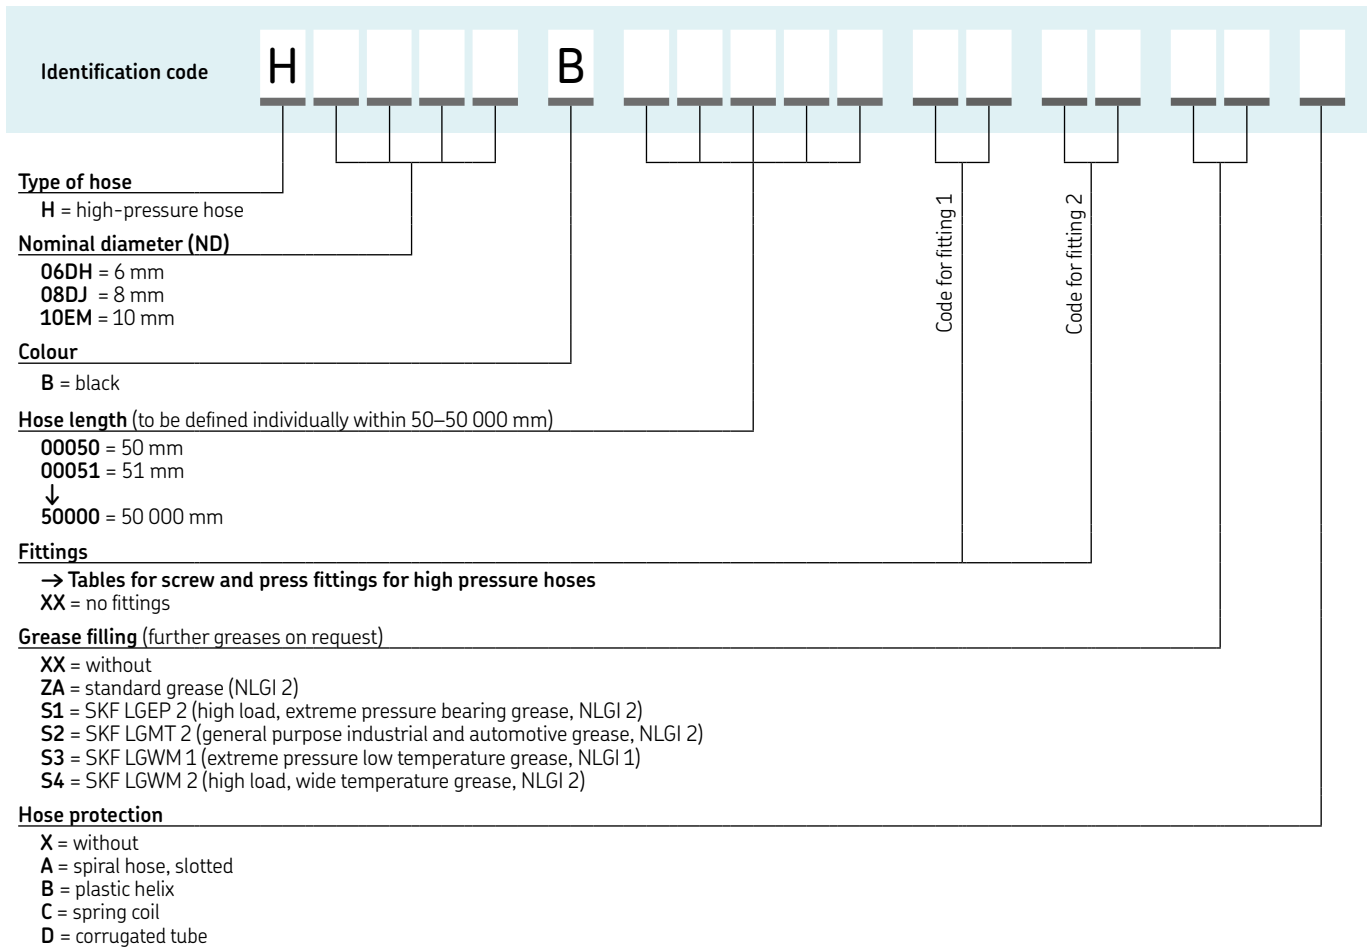 Identification code H B
Type of hose
H = high-pressure hose
Nominal diameter (ND)
06DH = 6 mm
08DJ = 8 mm
10EM = 10 mm
Colour
B = black
Hose length (to be defined individually within 50–50 000 mm)
00050 = 50 mm
00051 = 51 mm
↓
50000 = 50 000 mm
Code for fitting 1
Code for fitting 2
Fittings
→ Tables for screw and press fittings for high pressure hoses
XX = no fittings
Grease filling (further greases on request)
XX = without
ZA = standard grease (NLGI 2)
S1 = SKF LGEP 2 (high load, extreme pressure bearing grease, NLGI 2)
S2 = SKF LGMT 2 (general purpose industrial and automotive grease, NLGI 2)
S3 = SKF LGWM 1 (extreme pressure low temperature grease, NLGI 1)
S4 = SKF LGWM 2 (high load, wide temperature grease, NLGI 2)
Hose protection
X = without
A = spiral hose, slotted
B = plastic helix
C = spring coil
D = corrugated tube